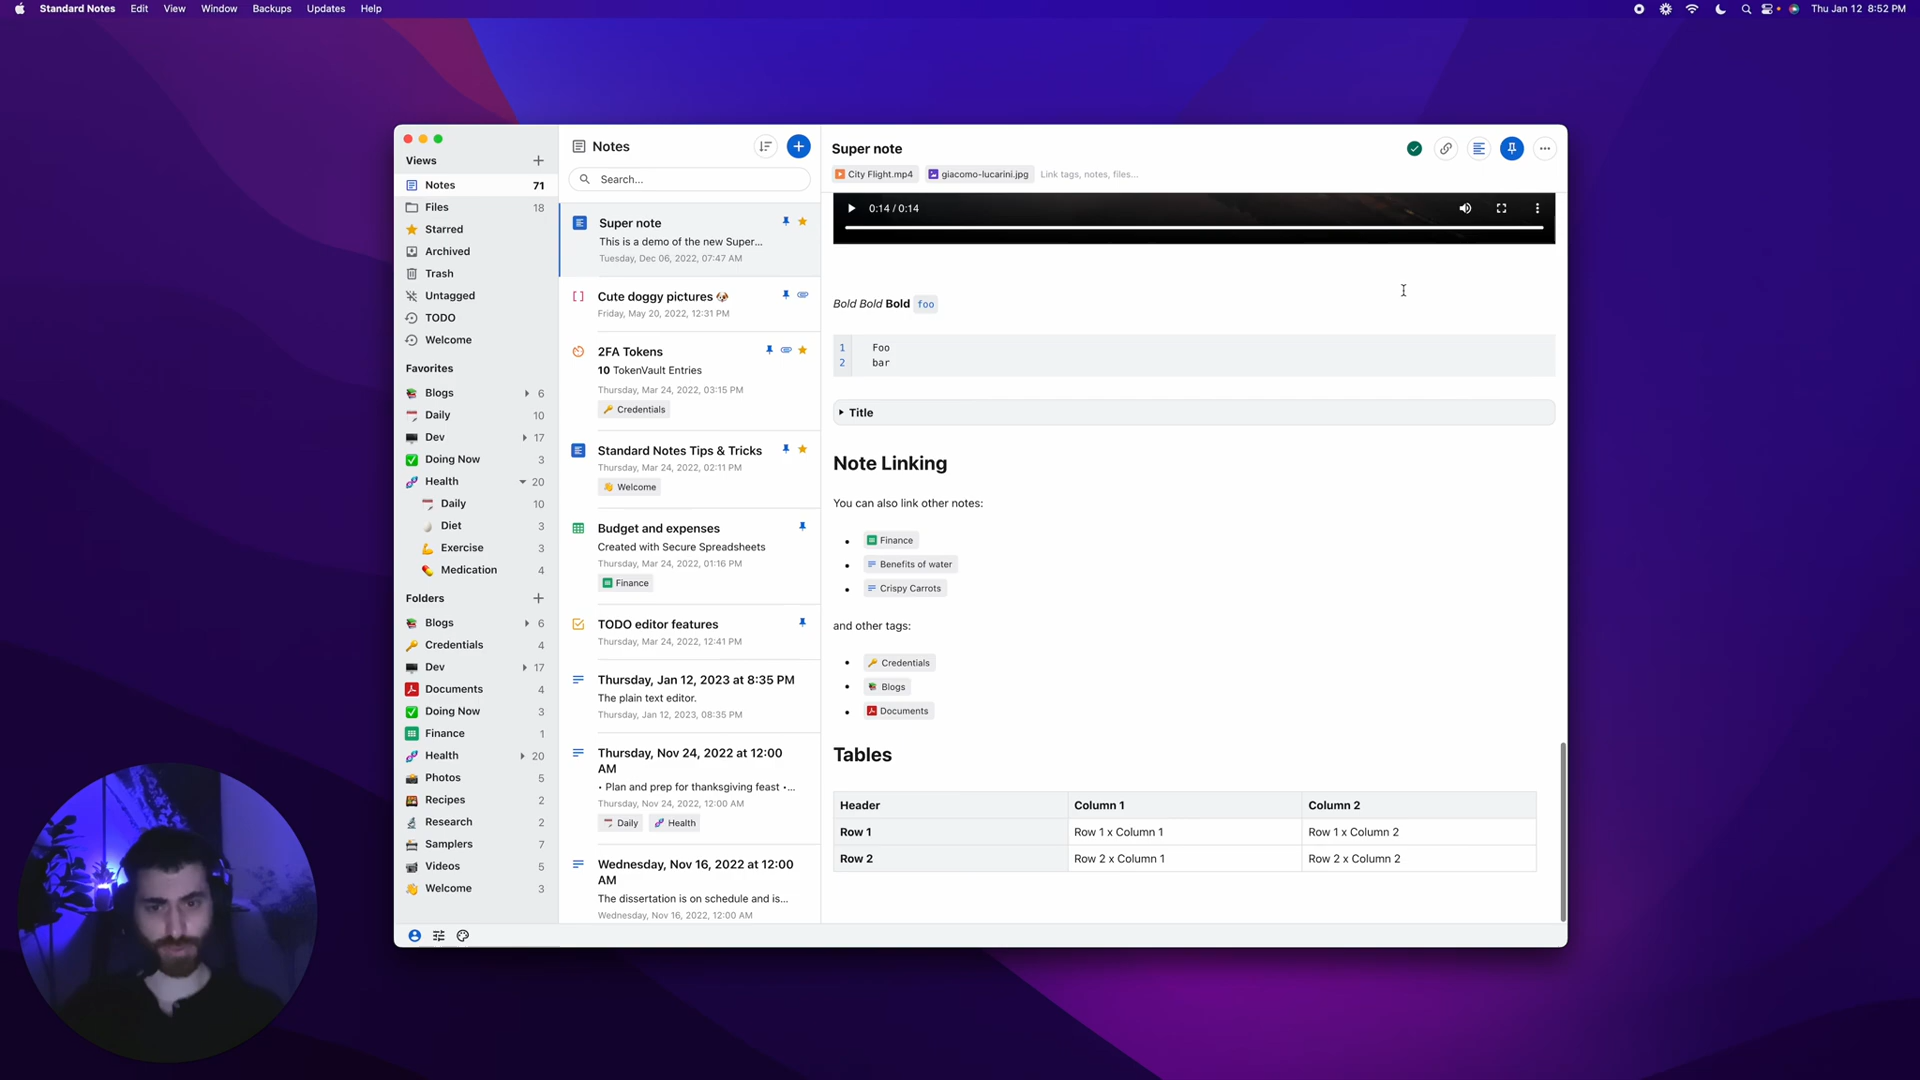 Standard Notes Edit View Window Backups Updates Help
Thu Jan 12 8:52 PM
Views
Notes 71
Files 18
Starred
Archived
Trash
Untagged
TODO
Welcome
Favorites
Blogs 6
Daily 10
Dev 17
Doing Now 3
Health 20
Daily 10
Diet 3
Exercise 3
Medication 4
Folders
Blogs 6
Credentials 4
Dev 17
Documents 4
Doing Now 3
Finance 1
Health 20
Photos 5
Recipes 2
Research 2
Samplers 7
Videos 5
Welcome 3
Notes
Search...
Super note
This is a demo of the new Super...
Tuesday, Dec 06, 2022, 07:47 AM
Cute doggy pictures 🐶
Friday, May 20, 2022, 12:31 PM
2FA Tokens
10 TokenVault Entries
Thursday, Mar 24, 2022, 03:15 PM
Credentials
Standard Notes Tips & Tricks
Thursday, Mar 24, 2022, 02:11 PM
Welcome
Budget and expenses
Created with Secure Spreadsheets
Thursday, Mar 24, 2022, 01:16 PM
Finance
TODO editor features
Thursday, Mar 24, 2022, 12:41 PM
Thursday, Jan 12, 2023 at 8:35 PM
The plain text editor.
Thursday, Jan 12, 2023, 08:35 PM
Thursday, Nov 24, 2022 at 12:00
AM
• Plan and prep for thanksgiving feast •...
Thursday, Nov 24, 2022, 12:00 AM
Daily Health
Wednesday, Nov 16, 2022 at 12:00
AM
The dissertation is on schedule and is...
Wednesday, Nov 16, 2022, 12:00 AM
Super note
City Flight.mp4 giacomo-lucarini.jpg Link tags, notes, files...
0:14 / 0:14
Bold Bold Bold foo
1 Foo
2 bar
Title
Note Linking
You can also link other notes:
• Finance
• Benefits of water
• Crispy Carrots
and other tags:
• Credentials
• Blogs
• Documents
Tables
Header Column 1 Column 2
Row 1 Row 1 x Column 1 Row 1 x Column 2
Row 2 Row 2 x Column 1 Row 2 x Column 2